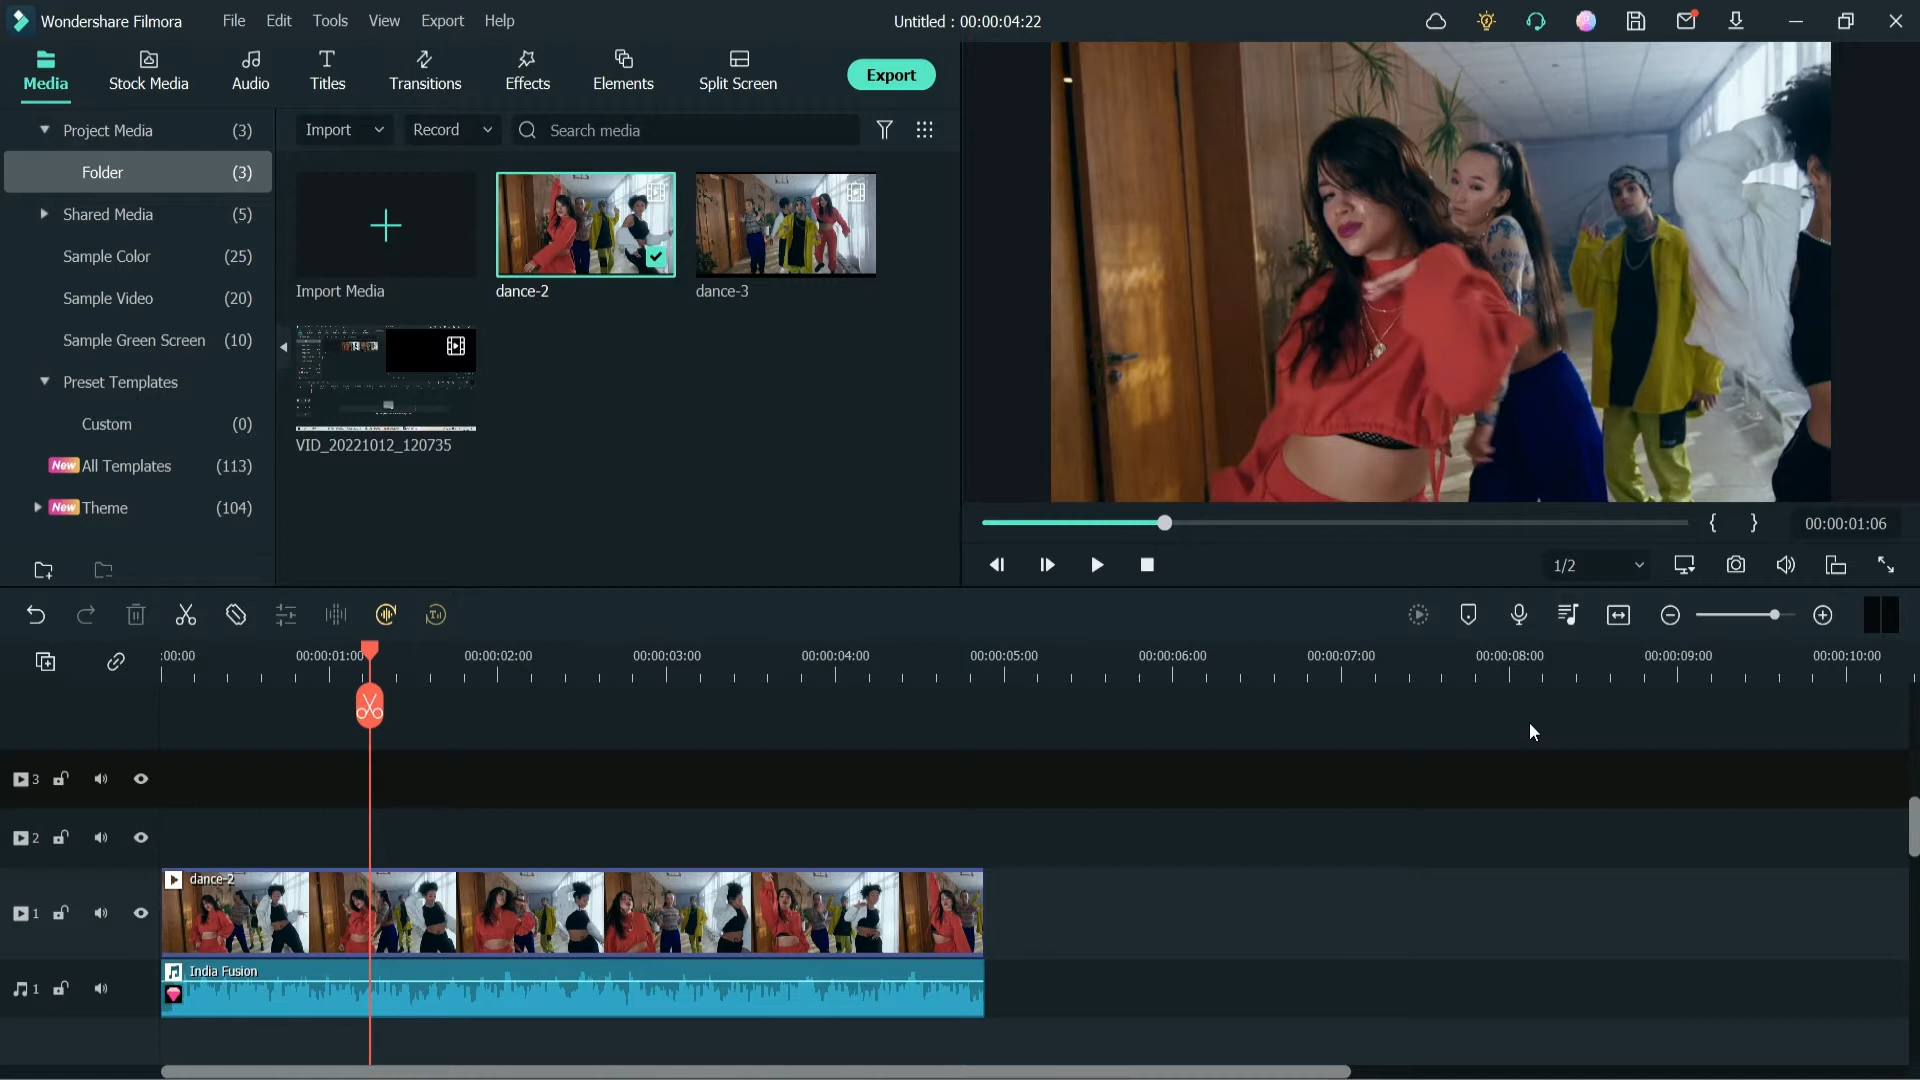 Wondershare Filmora File Edit Tools View Export Help Untitled : 00:00:04:22
Media Stock Media Audio Titles Transitions Effects Elements Split Screen Export
Project Media (3)
Folder (3)
Shared Media (5)
Sample Color (25)
Sample Video (20)
Sample Green Screen (10)
Preset Templates
Custom (0)
New All Templates (113)
New Theme (104)
Import Record Search media
Import Media dance-2 dance-3
VID_20221012_120735
{ } 00:00:01:06
1/2
:00:00 00:00:01:00 00:00:02:00 00:00:03:00 00:00:04:00 00:00:05:00 00:00:06:00 00:00:07:00 00:00:08:00 00:00:09:00 00:00:10:00
3
2
dance-2
1
India Fusion
1